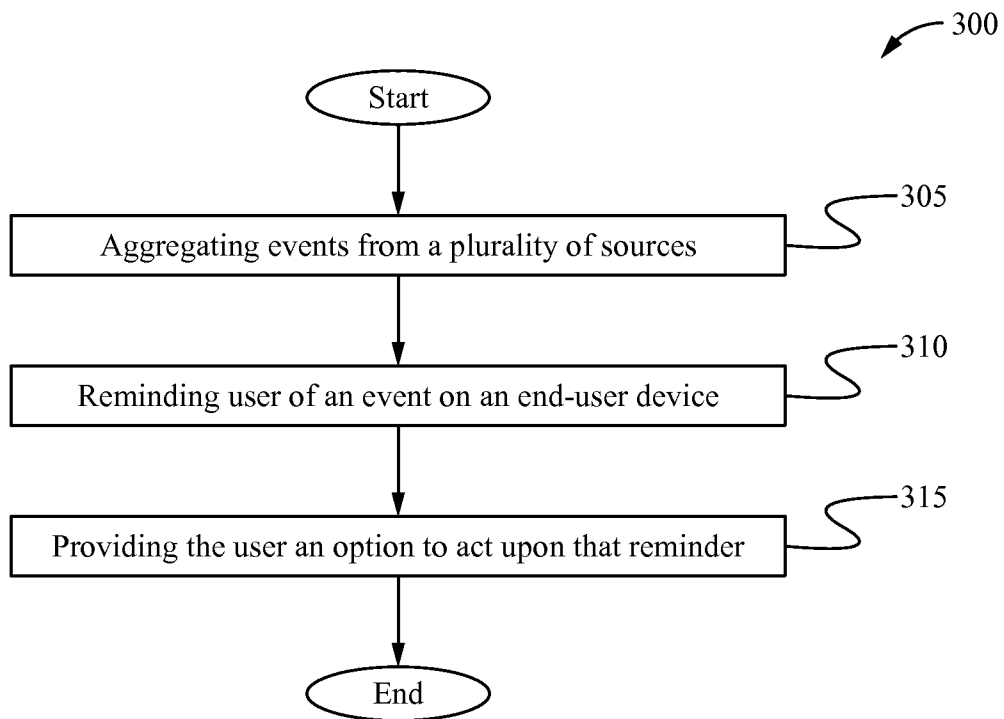 300
Start
305
Aggregating events from a plurality of sources
310
Reminding user of an event on an end-user device
315
Providing the user an option to act upon that reminder
End